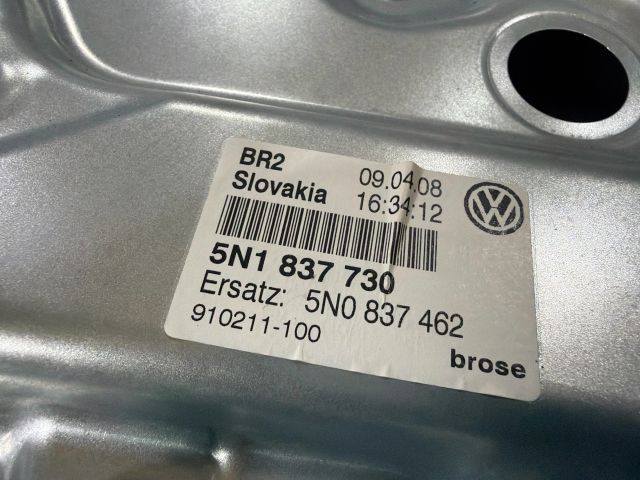 BR2 09.04.08
Slovakia 16:34:12
5N1 837 730
Ersatz: 5N0 837 462
910211-100
brose